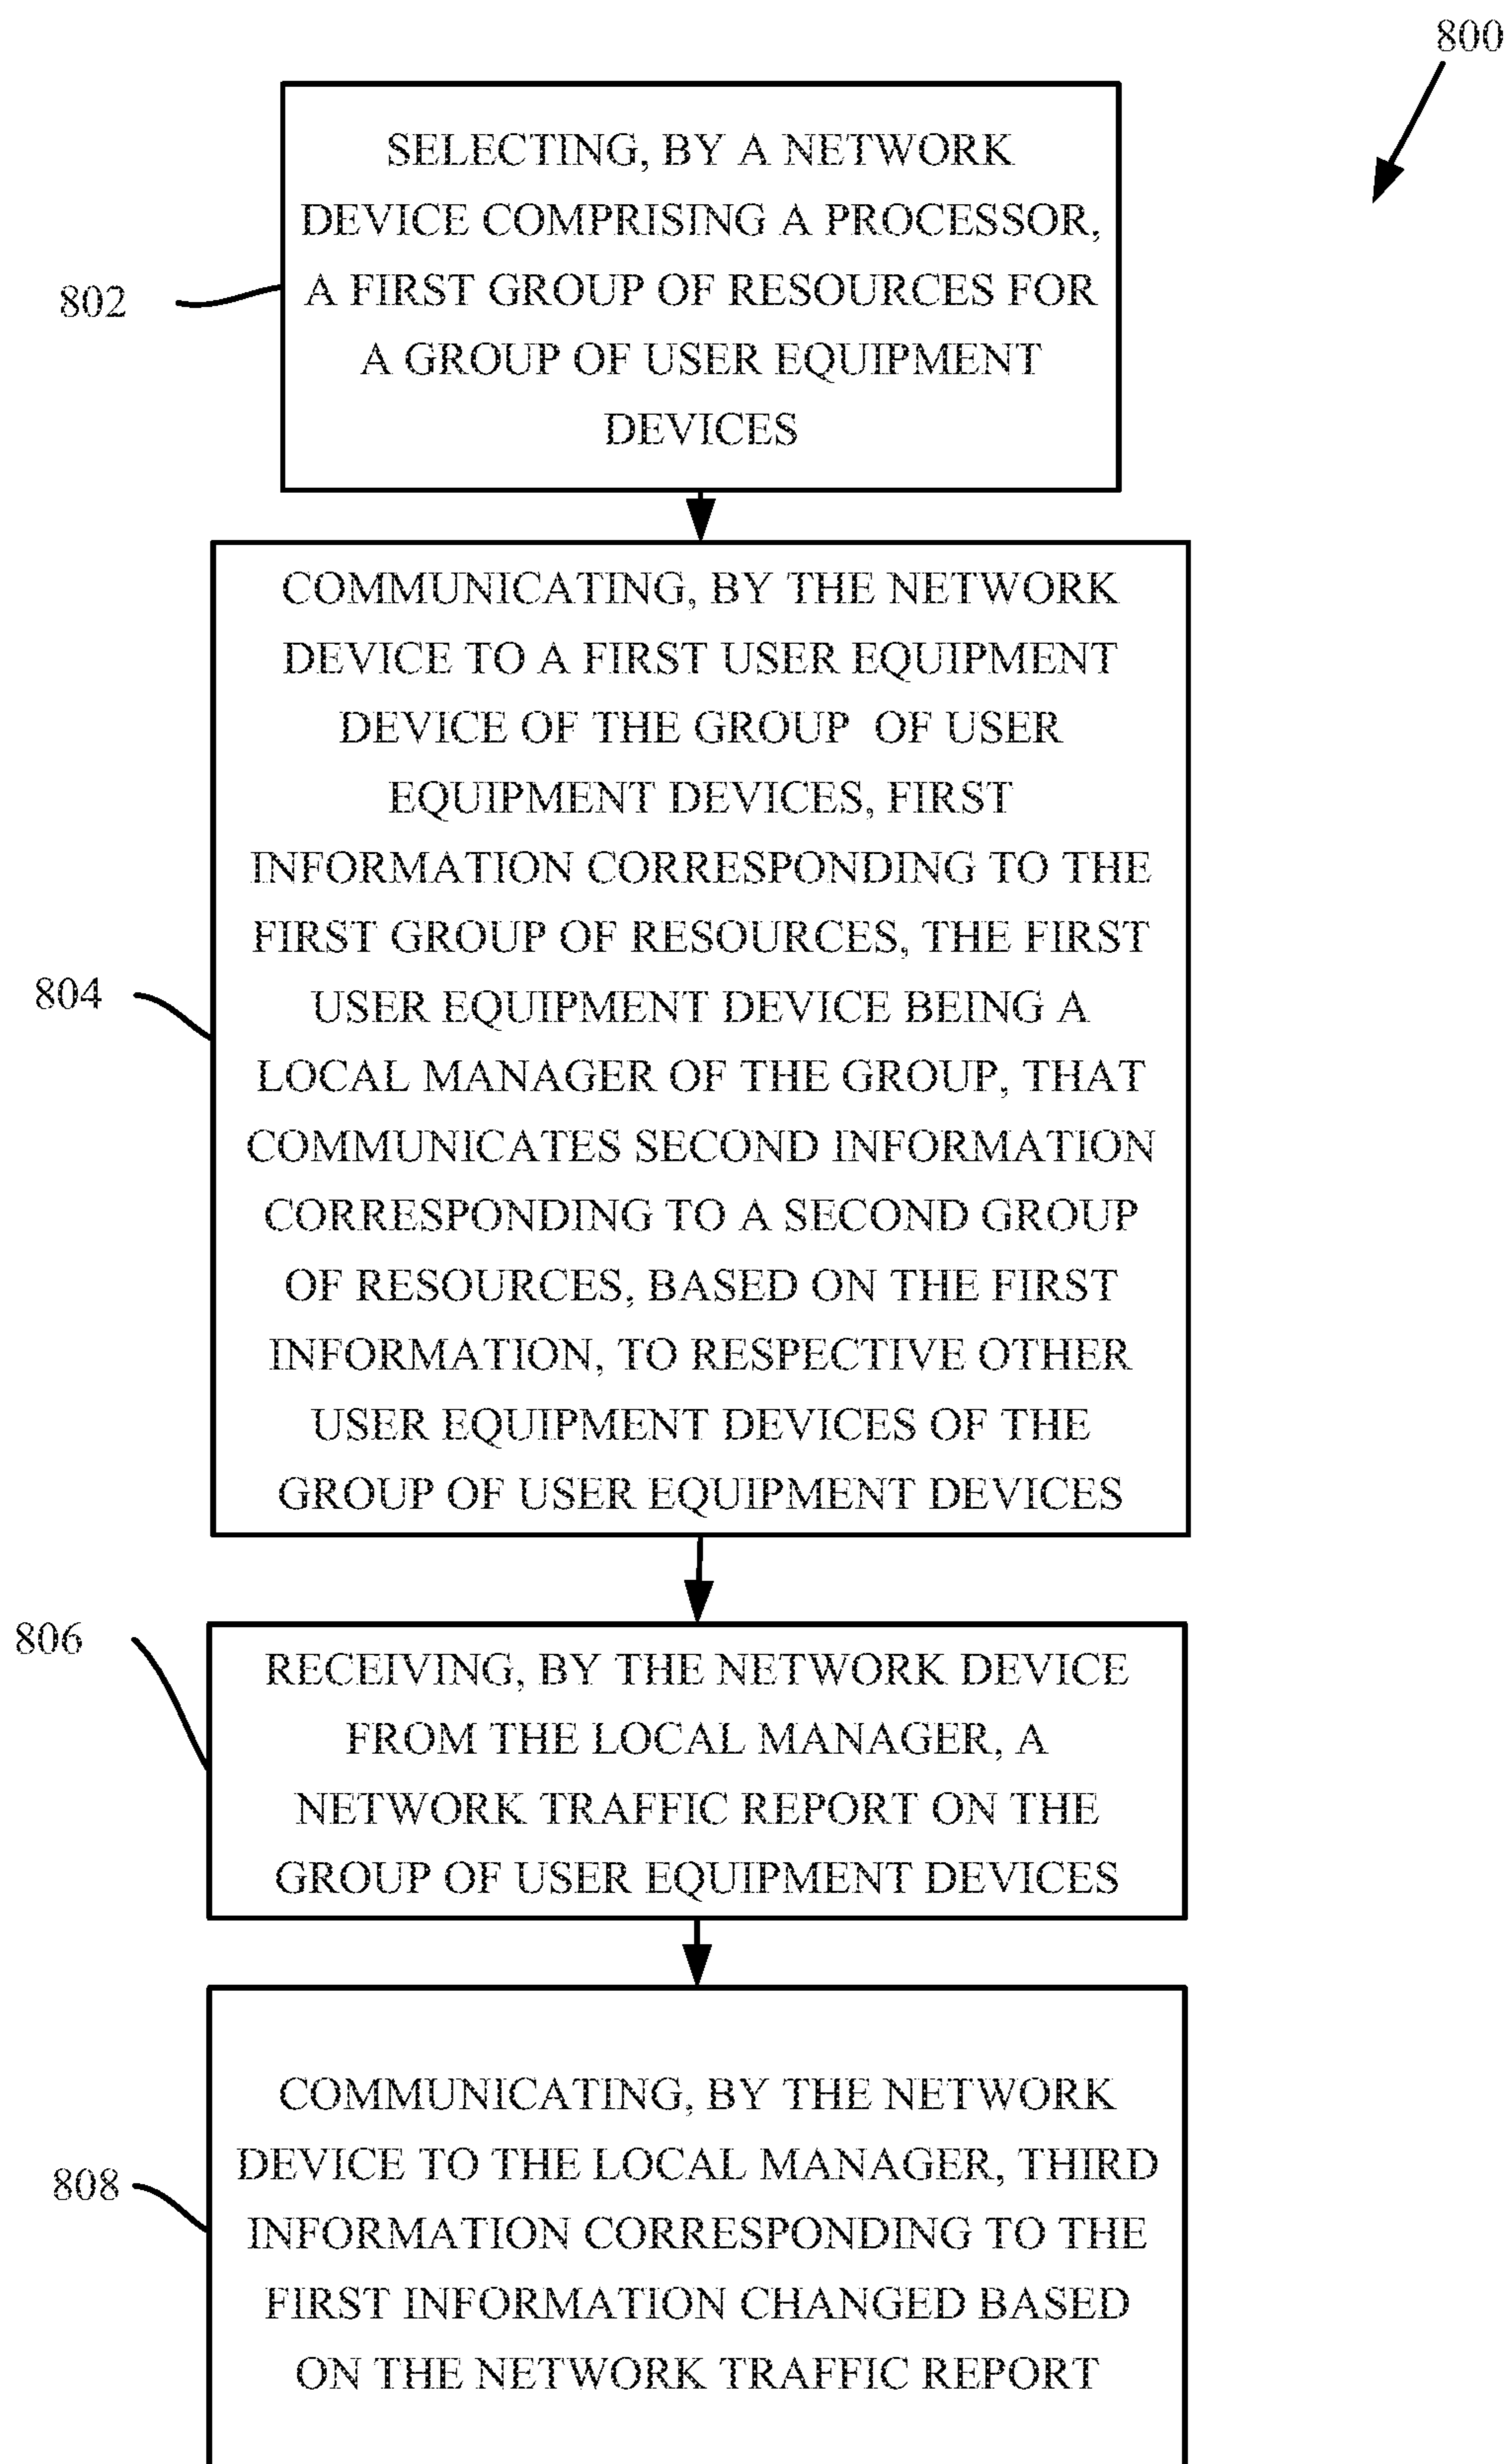 800
802
SELECTING, BY A NETWORK
DEVICE COMPRISING A PROCESSOR,
A FIRST GROUP OF RESOURCES FOR
A GROUP OF USER EQUIPMENT
DEVICES
804
COMMUNICATING, BY THE NETWORK
DEVICE TO A FIRST USER EQUIPMENT
DEVICE OF THE GROUP OF USER
EQUIPMENT DEVICES, FIRST
INFORMATION CORRESPONDING TO THE
FIRST GROUP OF RESOURCES, THE FIRST
USER EQUIPMENT DEVICE BEING A
LOCAL MANAGER OF THE GROUP, THAT
COMMUNICATES SECOND INFORMATION
CORRESPONDING TO A SECOND GROUP
OF RESOURCES, BASED ON THE FIRST
INFORMATION, TO RESPECTIVE OTHER
USER EQUIPMENT DEVICES OF THE
GROUP OF USER EQUIPMENT DEVICES
806
RECEIVING, BY THE NETWORK DEVICE
FROM THE LOCAL MANAGER, A
NETWORK TRAFFIC REPORT ON THE
GROUP OF USER EQUIPMENT DEVICES
808
COMMUNICATING, BY THE NETWORK
DEVICE TO THE LOCAL MANAGER, THIRD
INFORMATION CORRESPONDING TO THE
FIRST INFORMATION CHANGED BASED
ON THE NETWORK TRAFFIC REPORT